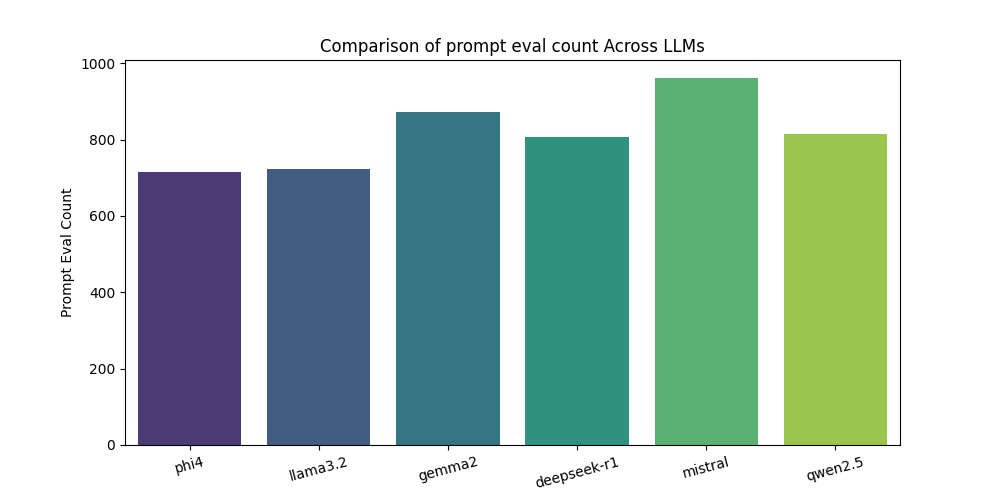 Comparison of prompt eval count Across LLMs
Prompt Eval Count
1000
800
600
400
200
0
phi4
llama3.2
gemma2
deepseek-r1
mistral
qwen2.5